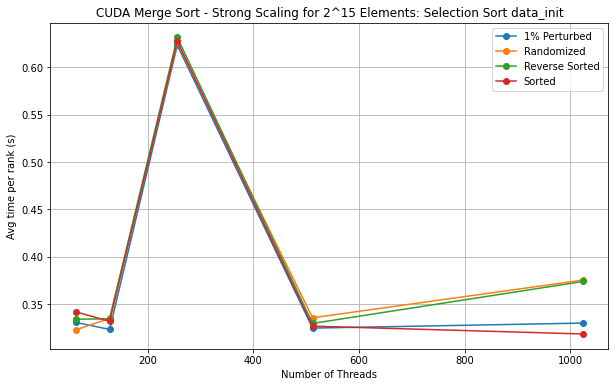 CUDA Merge Sort - Strong Scaling for 2^15 Elements: Selection Sort data_init
1% Perturbed
Randomized
Reverse Sorted
Sorted
Avg time per rank (s)
0.60
0.55
0.50
0.45
0.40
0.35
200
400
600
800
1000
Number of Threads